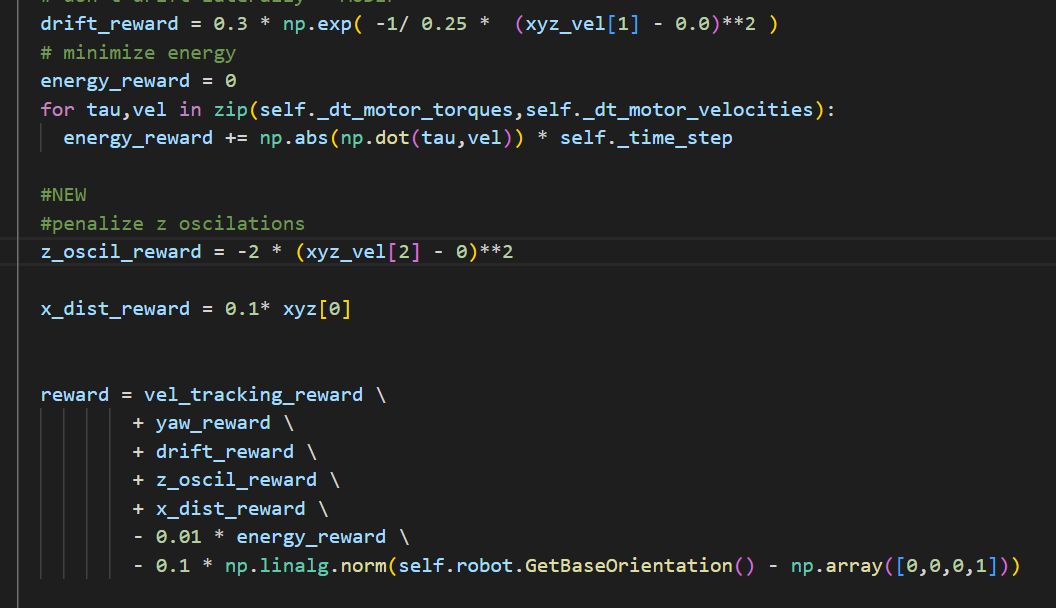 drift_reward = 0.3 * np.exp( -1/ 0.25 *  (xyz_vel[1] - 0.0)**2 )
# minimize energy
energy_reward = 0
for tau,vel in zip(self._dt_motor_torques,self._dt_motor_velocities):
  energy_reward += np.abs(np.dot(tau,vel)) * self._time_step
#NEW
#penalize z oscilations
z_oscil_reward = -2 * (xyz_vel[2] - 0)**2
x_dist_reward = 0.1* xyz[0]
reward = vel_tracking_reward \
        + yaw_reward \
        + drift_reward \
        + z_oscil_reward \
        + x_dist_reward \
        - 0.01 * energy_reward \
        - 0.1 * np.linalg.norm(self.robot.GetBaseOrientation() - np.array([0,0,0,1]))